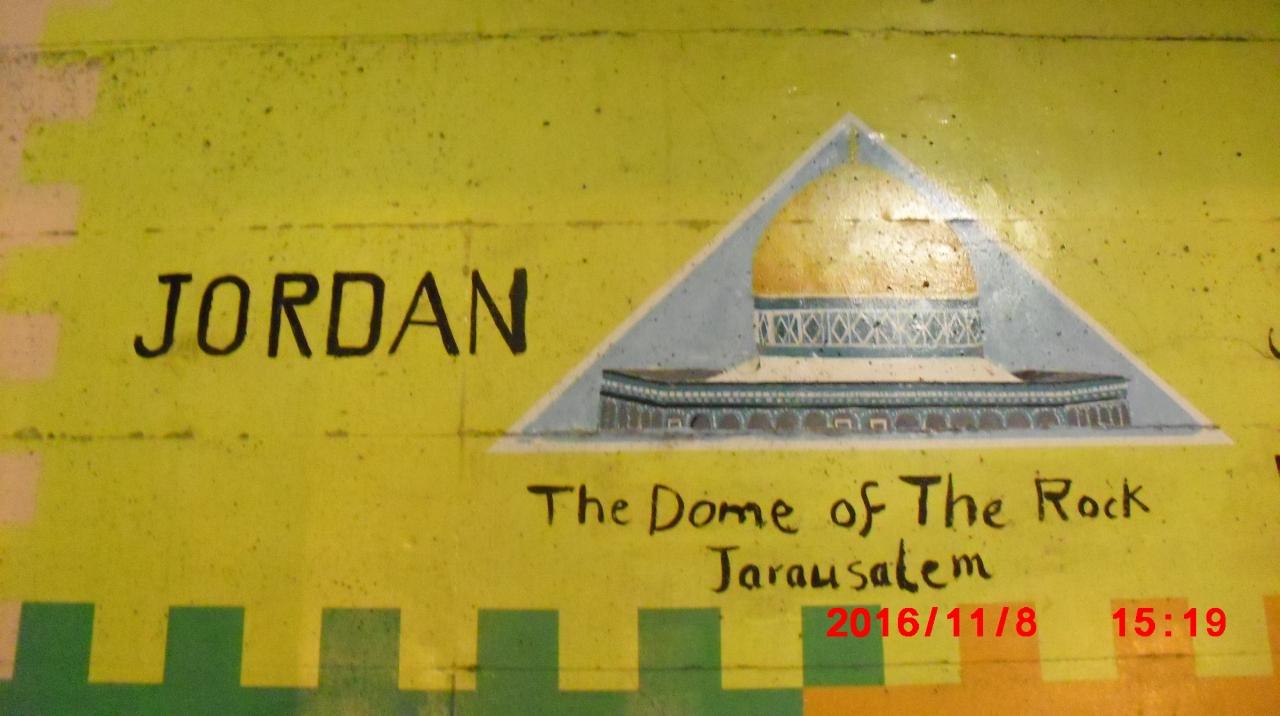 JORDAN
The Dome of The Rock
Jarausalem
2016/11/8 15:19